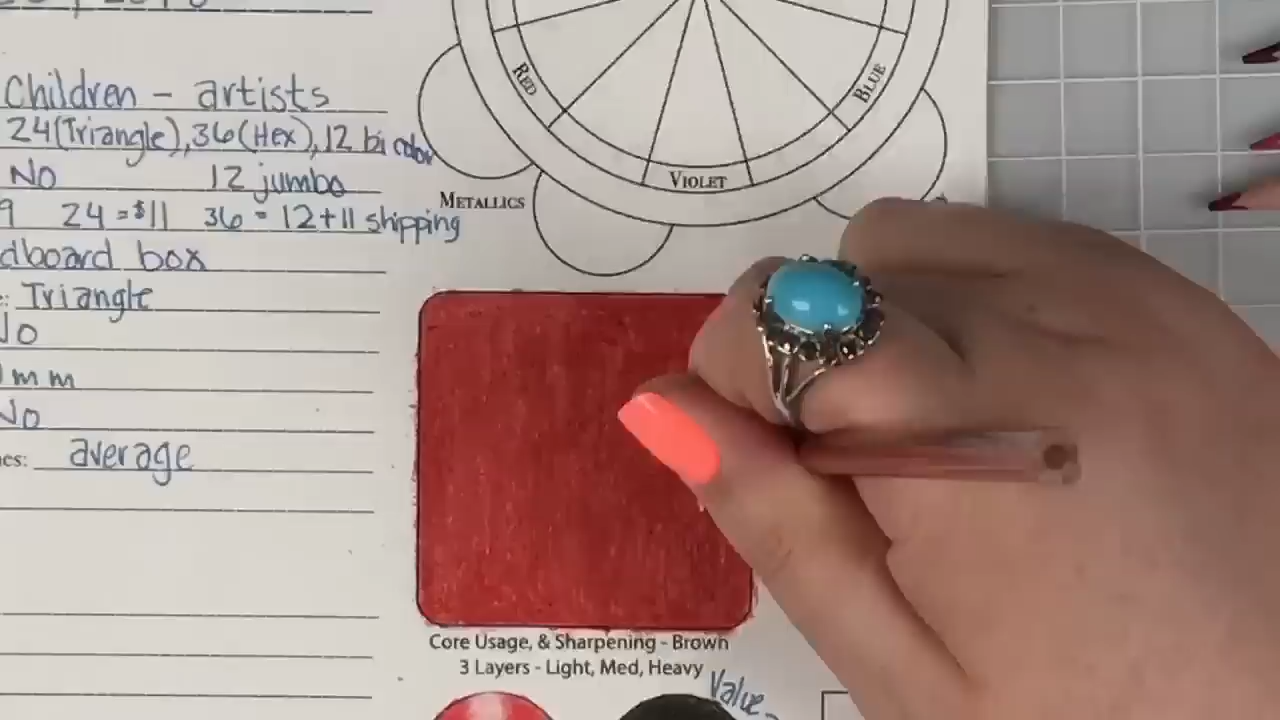 Children - artists
24(Triangle), 36(Hex), 12 bi color
No 12 jumbo
9 24 = $11 36 = 12+11 shipping
dboard box
Triangle
No
mm
No
es: average
RED
BLUE
VIOLET
METALLICS
Core Usage, & Sharpening - Brown
3 Layers - Light, Med, Heavy
Value-